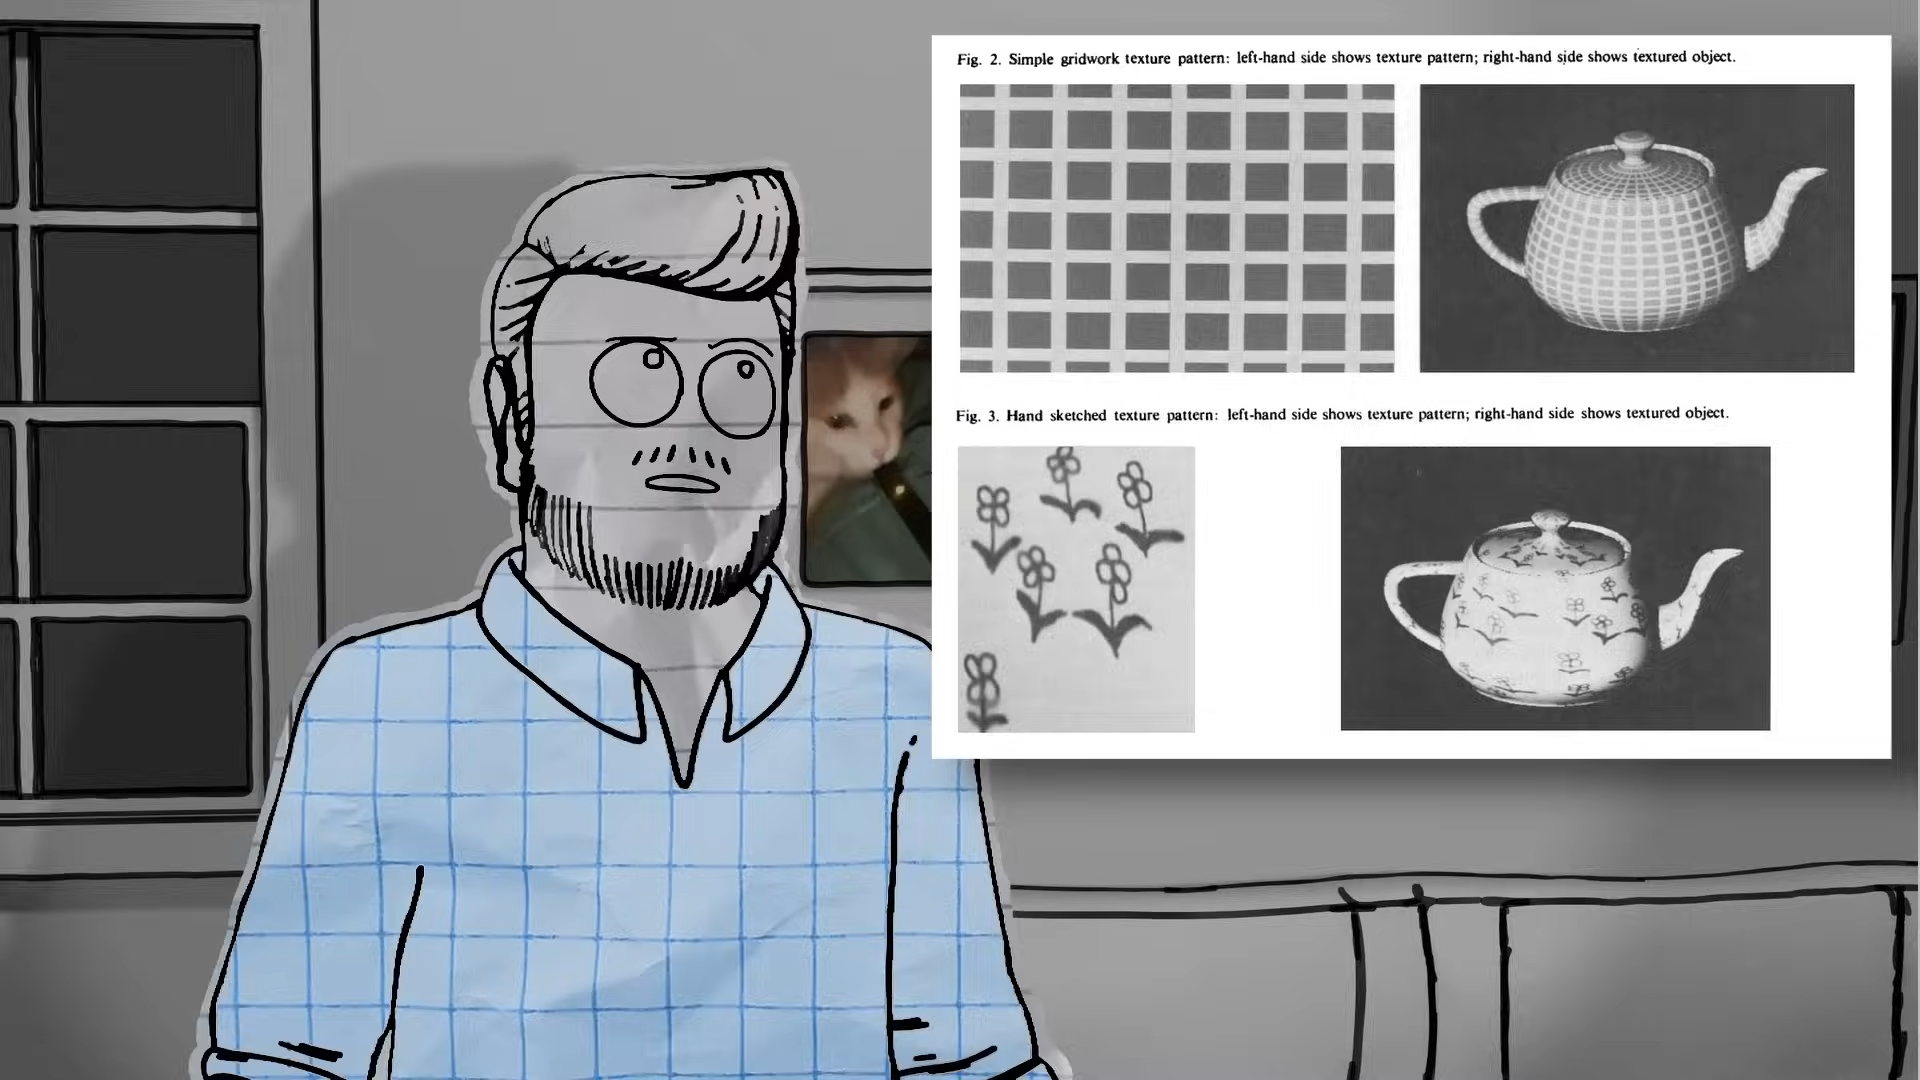 Fig. 2. Simple gridwork texture pattern: left-hand side shows texture pattern; right-hand side shows textured object.
Fig. 3. Hand sketched texture pattern: left-hand side shows texture pattern; right-hand side shows textured object.